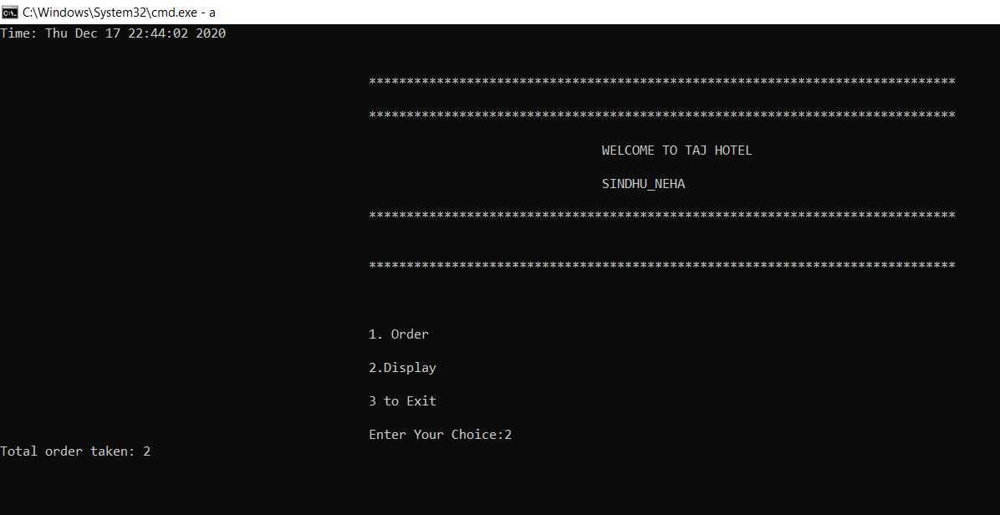 C:\Windows\System32\cmd.exe - a
Time: Thu Dec 17 22:44:02 2020
******************************************************************************
******************************************************************************
WELCOME TO TAJ HOTEL
SINDHU_NEHA
******************************************************************************
******************************************************************************
1. Order
2.Display
3 to Exit
Enter Your Choice:2
Total order taken: 2